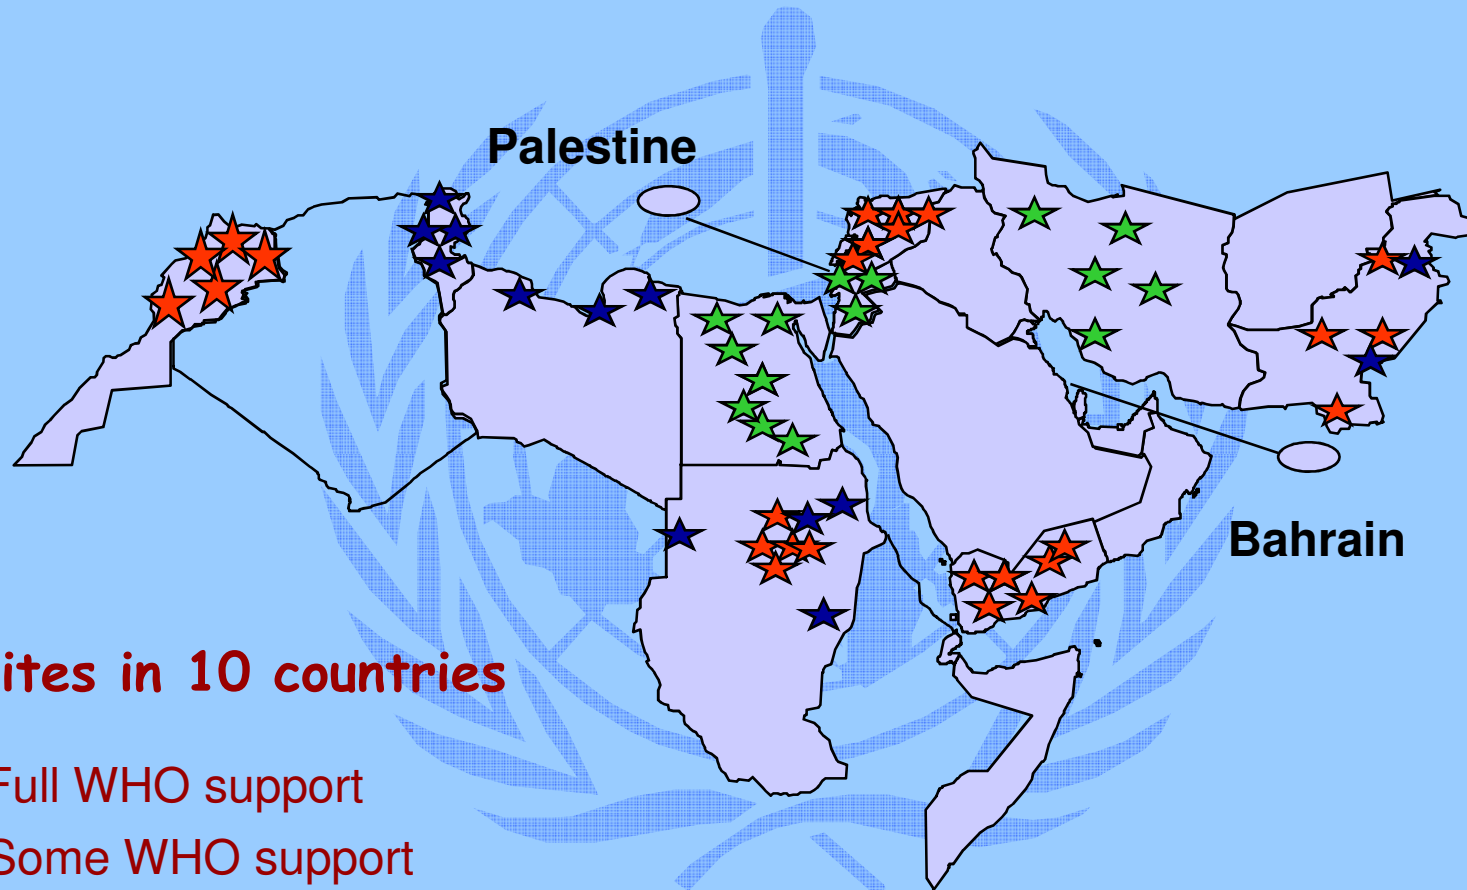 Palestine
Bahrain
ites in 10 countries
Full WHO support
Some WHO support